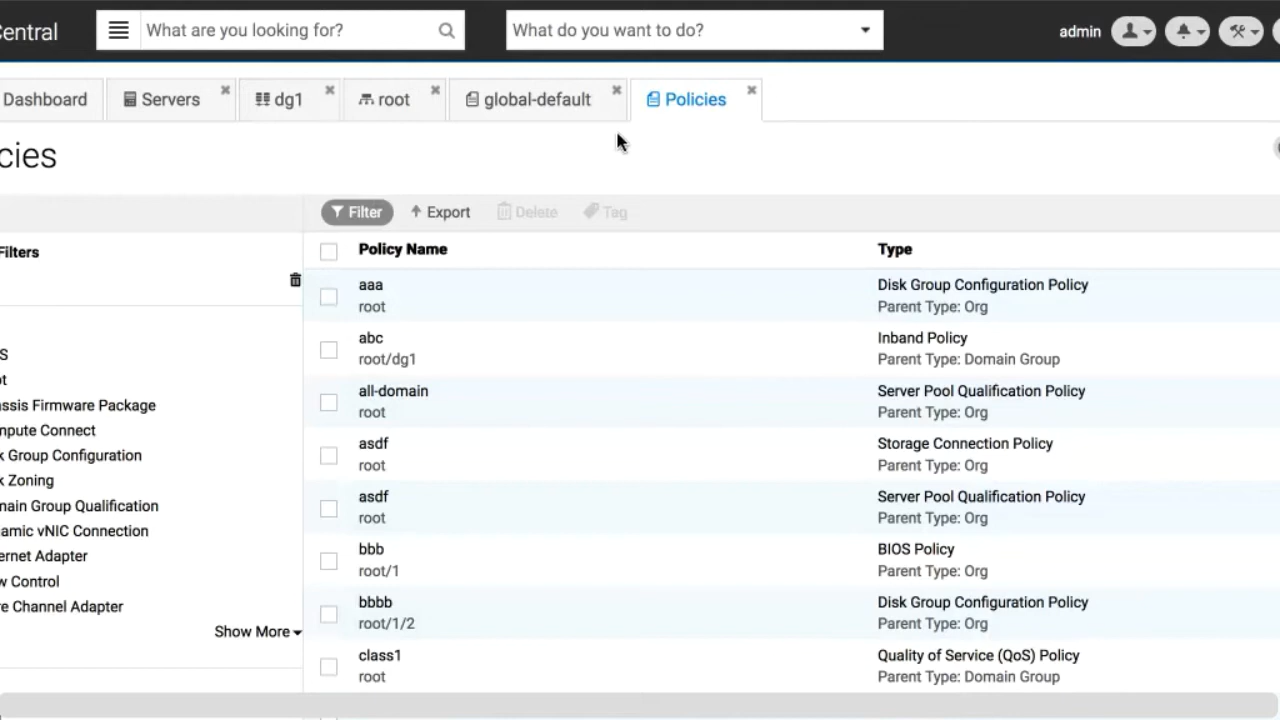 Central
What are you looking for?
What do you want to do?
admin
Dashboard
Servers
dg1
root
global-default
Policies
cies
Filter
Export
Delete
Tag
Filters
Policy Name
Type
aaa
Disk Group Configuration Policy
root
Parent Type: Org
abc
Inband Policy
root/dg1
Parent Type: Domain Group
all-domain
Server Pool Qualification Policy
root
Parent Type: Org
asdf
Storage Connection Policy
root
Parent Type: Org
asdf
Server Pool Qualification Policy
root
Parent Type: Org
bbb
BIOS Policy
root/1
Parent Type: Org
bbbb
Disk Group Configuration Policy
root/1/2
Parent Type: Org
class1
Quality of Service (QoS) Policy
root
Parent Type: Domain Group
S
t
assis Firmware Package
mpute Connect
k Group Configuration
k Zoning
main Group Qualification
namic vNIC Connection
ernet Adapter
w Control
re Channel Adapter
Show More